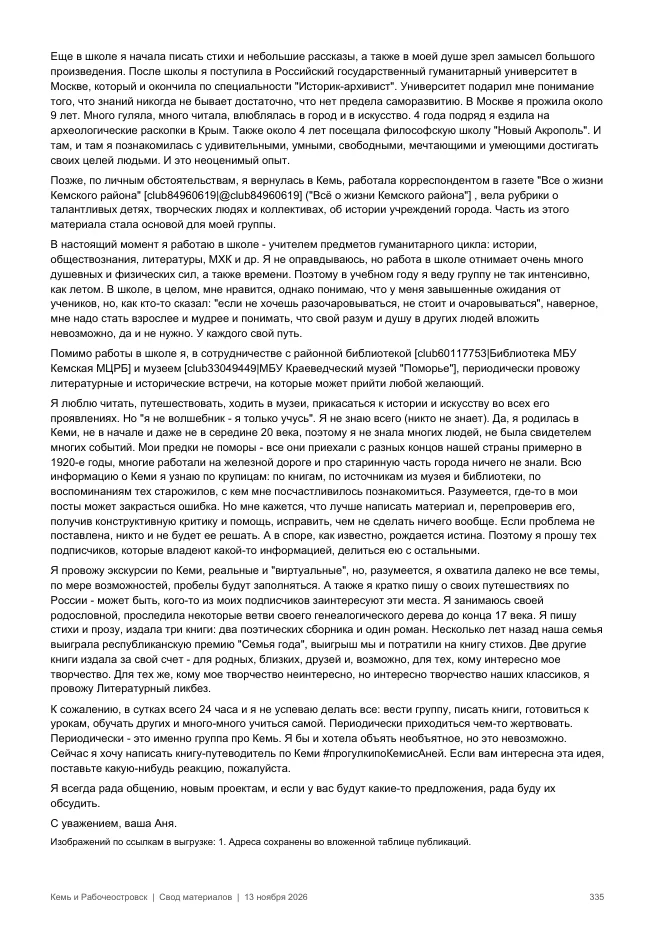 Еще в школе я начала писать стихи и небольшие рассказы, а также в моей душе зрел замысел большого
произведения. После школы я поступила в Российский государственный гуманитарный университет в
Москве, который и окончила по специальности "Историк-архивист". Университет подарил мне понимание
того, что знаний никогда не бывает достаточно, что нет предела саморазвитию. В Москве я прожила около
9 лет. Много гуляла, много читала, влюблялась в город и в искусство. 4 года подряд я ездила на
археологические раскопки в Крым. Также около 4 лет посещала философскую школу "Новый Акрополь". И
там, и там я познакомилась с удивительными, умными, свободными, мечтающими и умеющими достигать
своих целей людьми. И это неоценимый опыт.
Позже, по личным обстоятельствам, я вернулась в Кемь, работала корреспондентом в газете "Все о жизни
Кемского района" [club84960619|@club84960619] ("Всё о жизни Кемского района"] , вела рубрики о
талантливых детях, творческих людях и коллективах, об истории учреждений города. Часть из этого
материала стала основой для моей группы.
В настоящий момент я работаю в школе - учителем предметов гуманитарного цикла: истории,
обществознания, литературы, МХК и др. Я не оправдываюсь, но работа в школе отнимает очень много
душевных и физических сил, а также времени. Поэтому в учебном году я веду группу не так интенсивно,
как летом. В школе, в целом, мне нравится, однако понимаю, что у меня завышенные ожидания от
учеников, но, как кто-то сказал: "если не хочешь разочаровываться, не стоит и очаровываться", наверное,
мне надо стать взрослее и мудрее и понимать, что свой разум и душу в других людей вложить
невозможно, да и не нужно. У каждого свой путь.
Помимо работы в школе я, в сотрудничестве с районной библиотекой [club60117753|Библиотека МБУ
Кемская МЦРБ] и музеем [club33049449|МБУ Краеведческий музей "Поморье"], периодически провожу
литературные и исторические встречи, на которые может прийти любой желающий.
Я люблю читать, путешествовать, ходить в музеи, прикасаться к истории и искусству во всех его
проявлениях. Но "я не волшебник - я только учусь". Я не знаю всего (никто не знает). Да, я родилась в
Кеми, не в начале и даже не в середине 20 века, поэтому я не знала многих людей, не была свидетелем
многих событий. Мои предки не поморы - все они приехали с разных концов нашей страны примерно в
1920-е годы, многие работали на железной дороге и про старинную часть города ничего не знали. Всю
информацию о Кеми я узнаю по крупицам: по книгам, по источникам из музея и библиотеки, по
воспоминаниям тех старожилов, с кем мне посчастливилось познакомиться. Разумеется, где-то в мои
посты может закрасться ошибка. Но мне кажется, что лучше написать материал и, перепроверив его,
получив конструктивную критику и помощь, исправить, чем не сделать ничего вообще. Если проблема не
поставлена, никто и не будет ее решать. А в споре, как известно, рождается истина. Поэтому я прошу тех
подписчиков, которые владеют какой-то информацией, делиться ею с остальными.
Я провожу экскурсии по Кеми, реальные и "виртуальные", но, разумеется, я охватила далеко не все темы,
по мере возможностей, пробелы будут заполняться. А также я кратко пишу о своих путешествиях по
России - может быть, кого-то из моих подписчиков заинтересуют эти места. Я занимаюсь своей
родословной, проследила некоторые ветви своего генеалогического дерева до конца 17 века. Я пишу
стихи и прозу, издала три книги: два поэтических сборника и один роман. Несколько лет назад наша семья
выиграла республиканскую премию "Семья года", выигрыш мы и потратили на книгу стихов. Две другие
книги издала за свой счет - для родных, близких, друзей и, возможно, для тех, кому интересно мое
творчество. Для тех же, кому мое творчество неинтересно, но интересно творчество наших классиков, я
провожу Литературный ликбез.
К сожалению, в сутках всего 24 часа и я не успеваю делать все: вести группу, писать книги, готовиться к
урокам, обучать других и много-много учиться самой. Периодически приходиться чем-то жертвовать.
Периодически - это именно группа про Кемь. Я бы и хотела объять необъятное, но это невозможно.
Сейчас я хочу написать книгу-путеводитель по Кеми #прогулкипоКемисАней. Если вам интересна эта идея,
поставьте какую-нибудь реакцию, пожалуйста.
Я всегда рада общению, новым проектам, и если у вас будут какие-то предложения, рада буду их
обсудить.
С уважением, ваша Аня.
Изображений по ссылкам в выгрузке: 1. Адреса сохранены во вложенной таблице публикаций.
Кемь и Рабочеостровск | Свод материалов | 13 ноября 2026
335